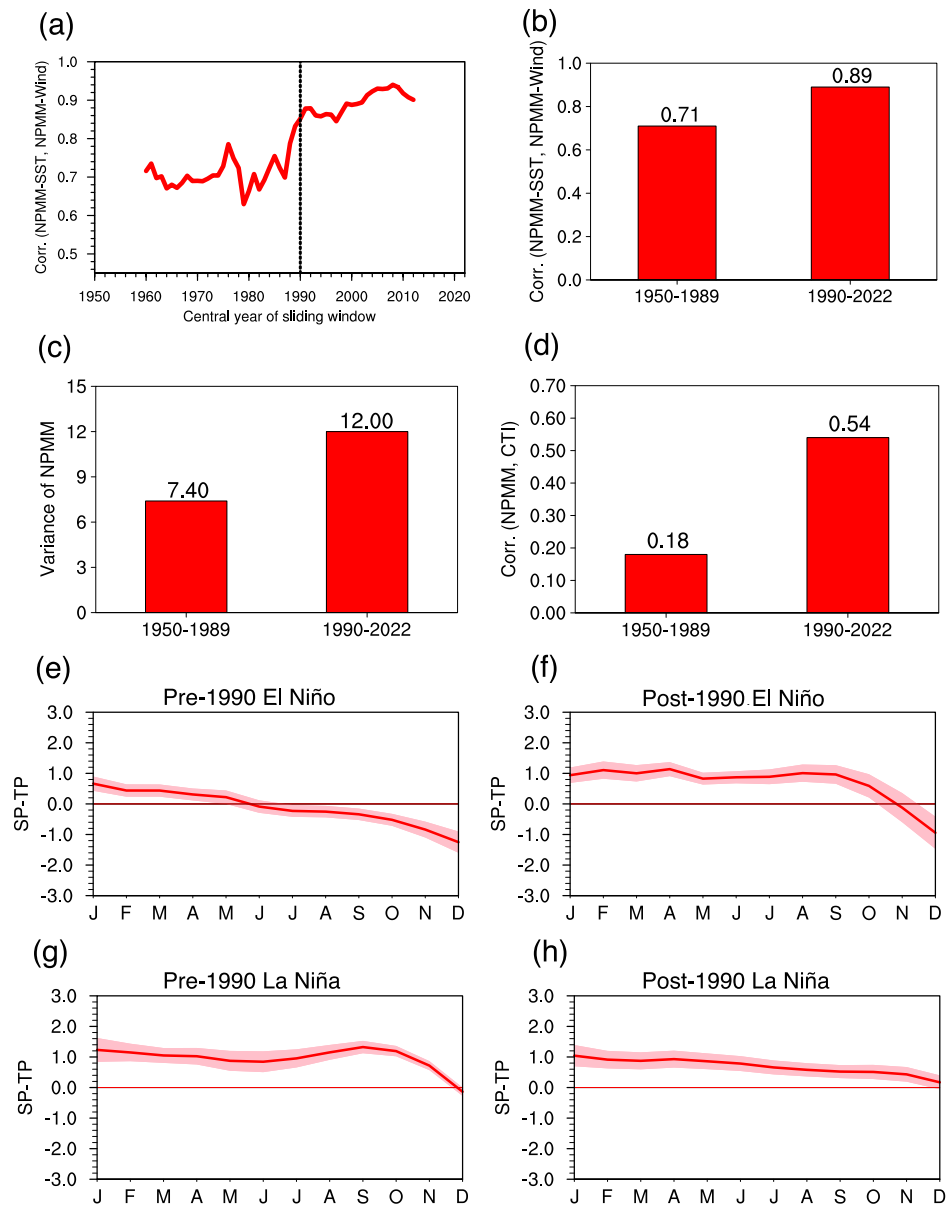 (a)
Corr. (NPMM-SST, NPMM-Wind)
1.0
0.9
0.8
0.7
0.6
0.5
1950 1960 1970 1980 1990 2000 2010 2020
Central year of sliding window
(b)
Corr. (NPMM-SST, NPMM-Wind)
1.0
0.8
0.6
0.4
0.2
0.0
0.71
0.89
1950-1989 1990-2022
(c)
Variance of NPMM
15
12
9
6
3
0
7.40
12.00
1950-1989 1990-2022
(d)
Corr. (NPMM, CTI)
0.70
0.60
0.50
0.40
0.30
0.20
0.10
0.00
0.18
0.54
1950-1989 1990-2022
(e)
Pre-1990 El Niño
SP-TP
3.0
2.0
1.0
0.0
-1.0
-2.0
-3.0
J F M A M J J A S O N D
(f)
Post-1990 El Niño
SP-TP
3.0
2.0
1.0
0.0
-1.0
-2.0
-3.0
J F M A M J J A S O N D
(g)
Pre-1990 La Niña
SP-TP
3.0
2.0
1.0
0.0
-1.0
-2.0
-3.0
J F M A M J J A S O N D
(h)
Post-1990 La Niña
SP-TP
3.0
2.0
1.0
0.0
-1.0
-2.0
-3.0
J F M A M J J A S O N D